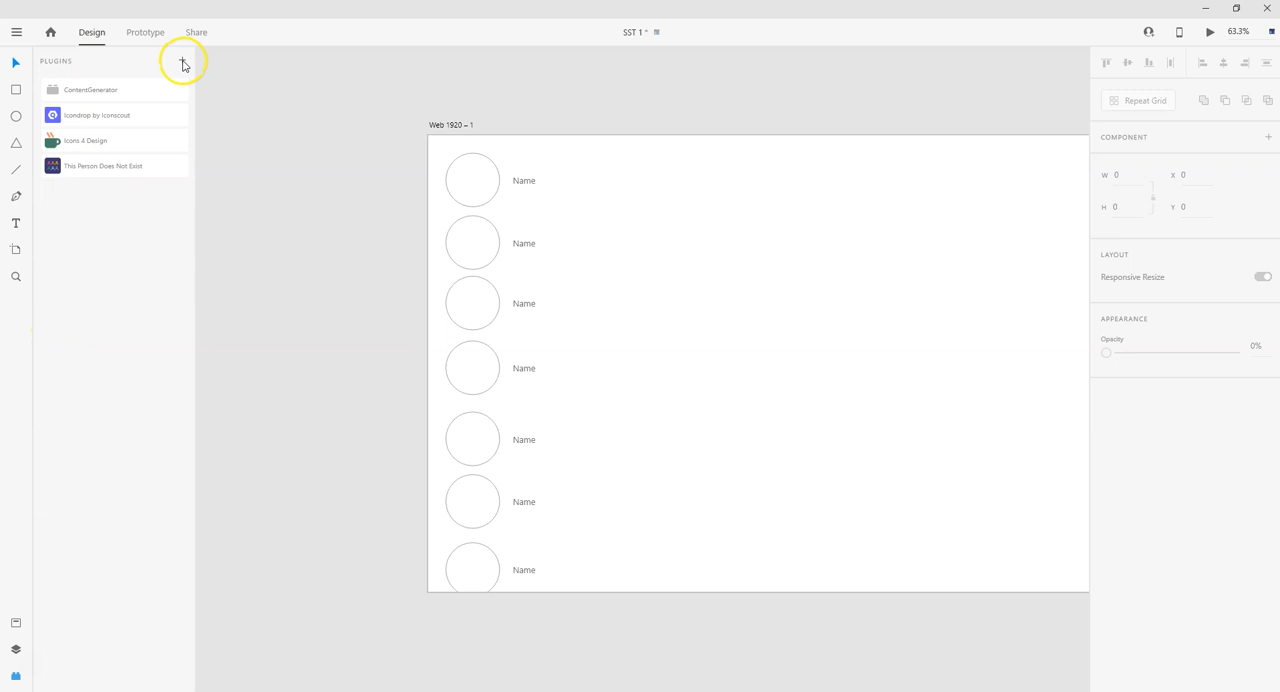 Design Prototype Share
SST 1 *
63.3%
PLUGINS
ContentGenerator
Icondrop by Iconscout
Icons 4 Design
This Person Does Not Exist
Web 1920 – 1
Name
Name
Name
Name
Name
Name
Name
Repeat Grid
COMPONENT
W 0 X 0
H 0 Y 0
LAYOUT
Responsive Resize
APPEARANCE
Opacity
0%
T